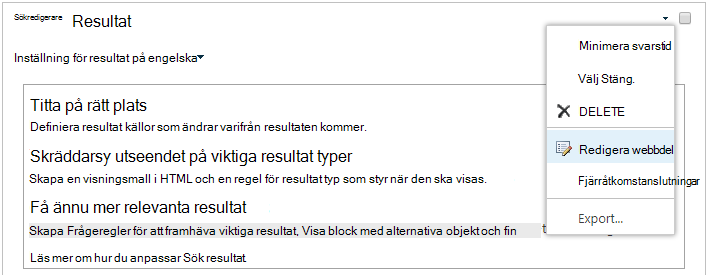 Sökredigerare Resultat
Inställning för resultat på engelska
Minimera svarstid
Välj Stäng.
DELETE
Redigera webbdel
Fjärråtkomstanslutningar
Export...
Titta på rätt plats
Definiera resultat källor som ändrar varifrån resultaten kommer.
Skräddarsy utseendet på viktiga resultat typer
Skapa en visningsmall i HTML och en regel för resultat typ som styr när den ska visas.
Få ännu mer relevanta resultat
Skapa Frågeregler för att framhäva viktiga resultat, Visa block med alternativa objekt och fin
Läs mer om hur du anpassar Sök resultat